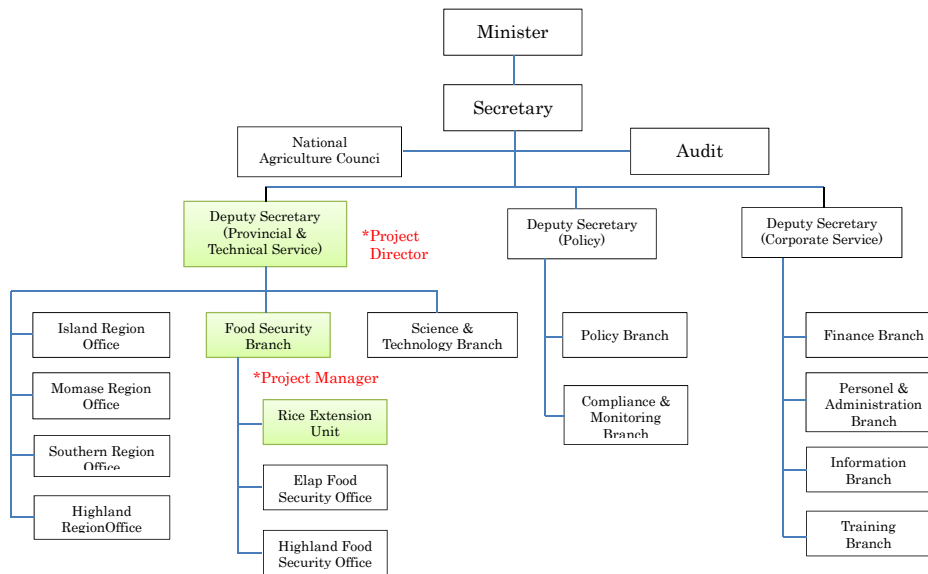 Minister
Secretary
National
Agriculture Counci
Audit
Deputy Secretary
(Provincial &
Technical Service)
*Project
Director
Deputy Secretary
(Policy)
Deputy Secretary
(Corporate Service)
Island Region
Office
Momase Region
Office
Southern Region
Office
Highland
RegionOffice
Food Security
Branch
*Project Manager
Rice Extension
Unit
Elap Food
Security Office
Highland Food
Security Office
Science &
Technology Branch
Policy Branch
Compliance &
Monitoring
Branch
Finance Branch
Personel &
Administration
Branch
Information
Branch
Training
Branch